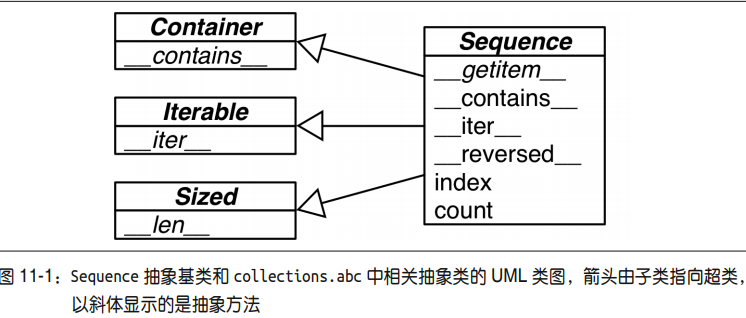 Container
__contains__
Iterable
__iter__
Sized
__len__
Sequence
__getitem__
__contains__
__iter__
__reversed__
index
count
图 11-1：Sequence 抽象基类和 collections.abc 中相关抽象类的 UML 类图，箭头由子类指向超类，
以斜体显示的是抽象方法